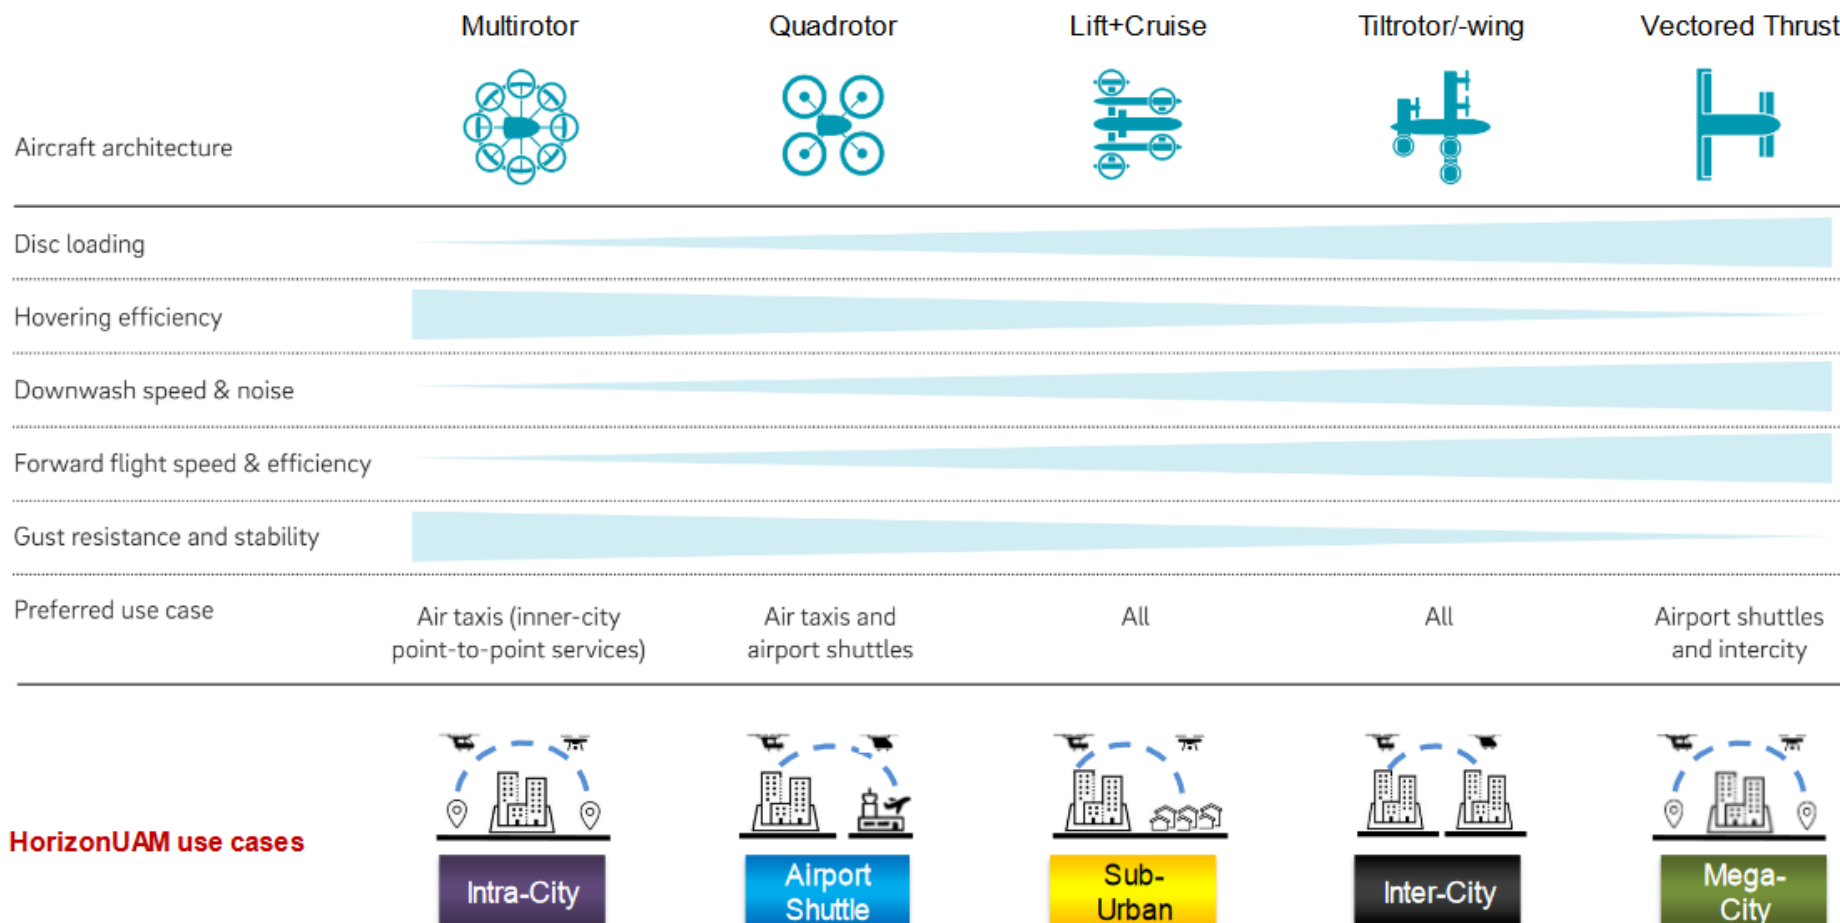 Multirotor
Quadrotor
Lift+Cruise
Tiltrotor/-wing
Vectored Thrust
Aircraft architecture
Disc loading
Hovering efficiency
Downwash speed & noise
Forward flight speed & efficiency
Gust resistance and stability
Preferred use case
Air taxis (inner-city
point-to-point services)
Air taxis and
airport shuttles
All
All
Airport shuttles
and intercity
HorizonUAM use cases
Intra-City
Airport
Shuttle
Sub-
Urban
Inter-City
Mega-
City